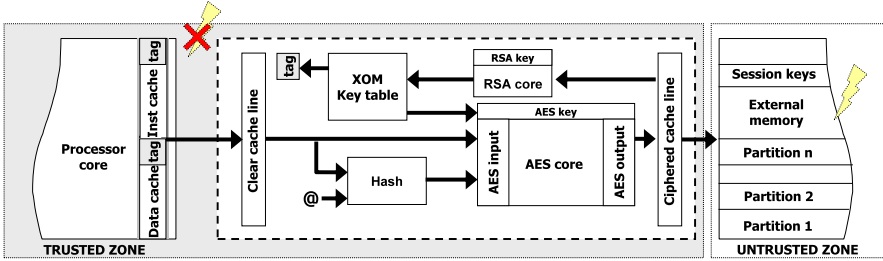 Processor
core
tag
Inst cache
tag
Data cache
TRUSTED ZONE
Clear cache line
tag
XOM
Key table
RSA key
RSA core
AES key
AES input
AES core
AES output
Hash
@
Ciphered cache line
Session keys
External
memory
Partition n
Partition 2
Partition 1
UNTRUSTED ZONE